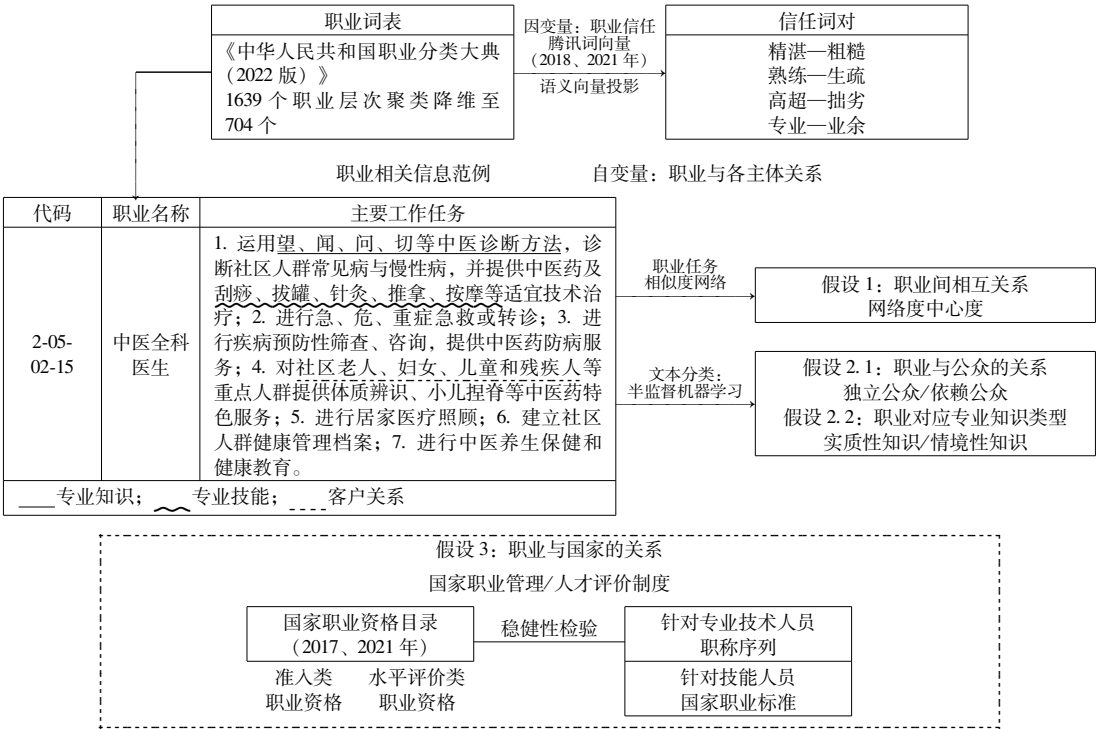 职业词表
《中华人民共和国职业分类大典
（2022 版）》
1639 个职业层次聚类降维至
704 个
因变量：职业信任
腾讯词向量
（2018、2021 年）
语义向量投影
信任词对
精湛—粗糙
熟练—生疏
高超—拙劣
专业—业余
职业相关信息范例
自变量：职业与各主体关系
代码
职业名称
主要工作任务
2-05-
02-15
中医全科
医生
1. 运用望、闻、问、切等中医诊断方法，诊
断社区人群常见病与慢性病，并提供中医药及
刮痧、拔罐、针灸、推拿、按摩等适宜技术治
疗；2. 进行急、危、重症急救或转诊；3. 进
行疾病预防性筛查、咨询，提供中医药防病服
务；4. 对社区老人、妇女、儿童和残疾人等
重点人群提供体质辨识、小儿捏脊等中医药特
色服务；5. 进行居家医疗照顾；6. 建立社区
人群健康管理档案；7. 进行中医养生保健和
健康教育。
专业知识； 专业技能； 客户关系
职业任务
相似度网络
假设 1：职业间相互关系
网络度中心度
文本分类：
半监督机器学习
假设 2. 1：职业与公众的关系
独立公众/依赖公众
假设 2. 2：职业对应专业知识类型
实质性知识/情境性知识
假设 3：职业与国家的关系
国家职业管理/人才评价制度
国家职业资格目录
（2017、2021 年）
稳健性检验
针对专业技术人员
职称序列
准入类
职业资格
水平评价类
职业资格
针对技能人员
国家职业标准